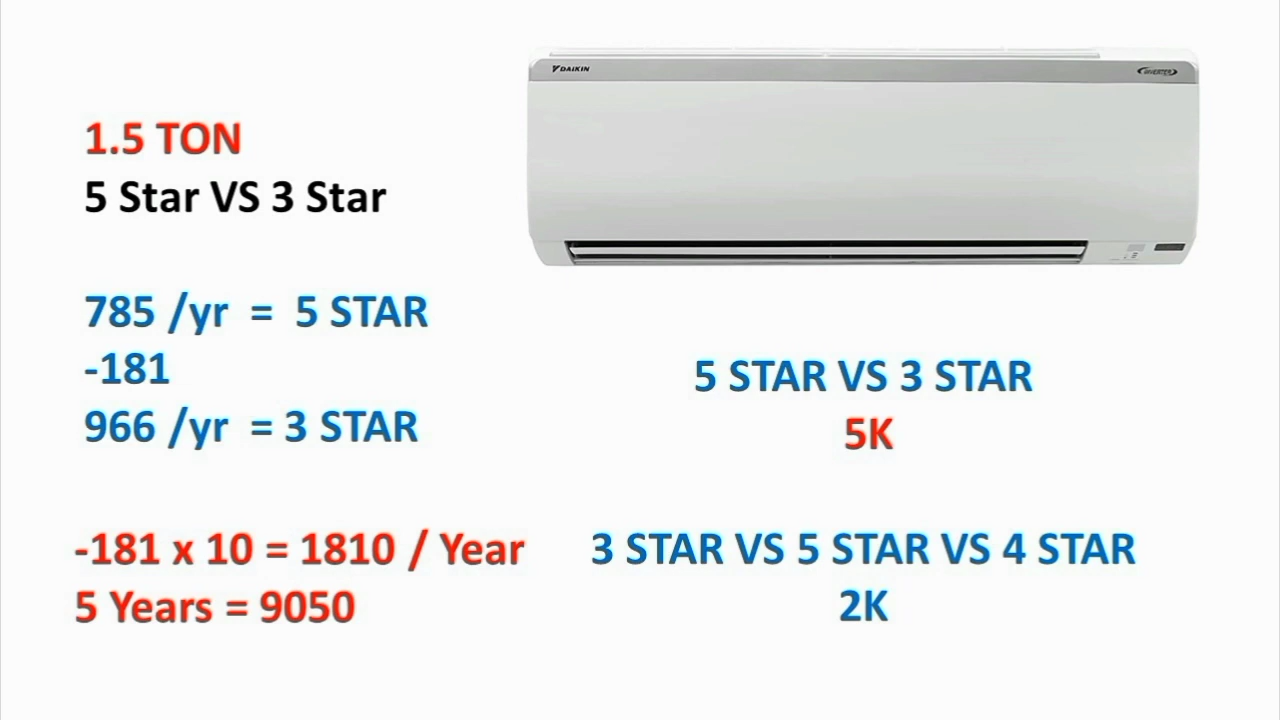 DAIKIN
INVERTER
1.5 TON
5 Star VS 3 Star
785 /yr = 5 STAR
-181
966 /yr = 3 STAR
5 STAR VS 3 STAR
5K
-181 x 10 = 1810 / Year
5 Years = 9050
3 STAR VS 5 STAR VS 4 STAR
2K